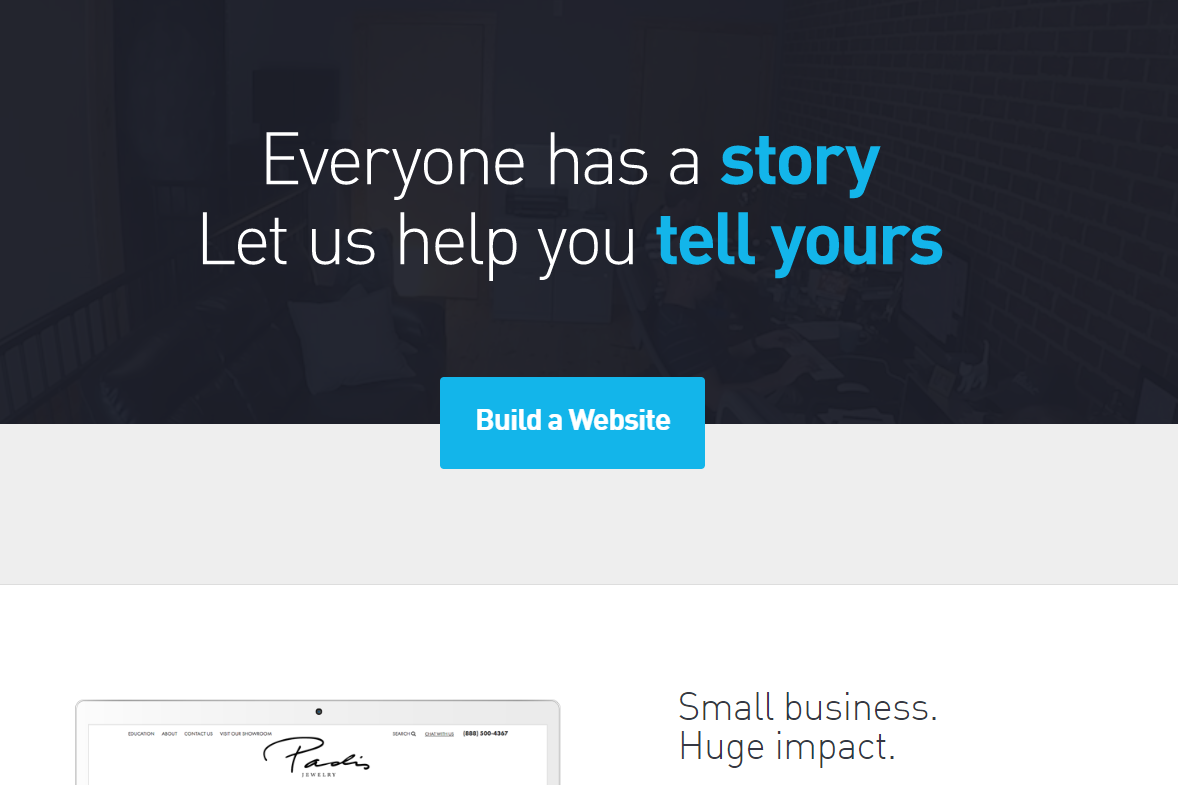 Everyone has a story
Let us help you tell yours
Build a Website
EDUCATION ABOUT CONTACT US VISIT OUR SHOWROOM SEARCH CHAT WITH US (888) 500-4367
Padis
JEWELRY
Small business.
Huge impact.